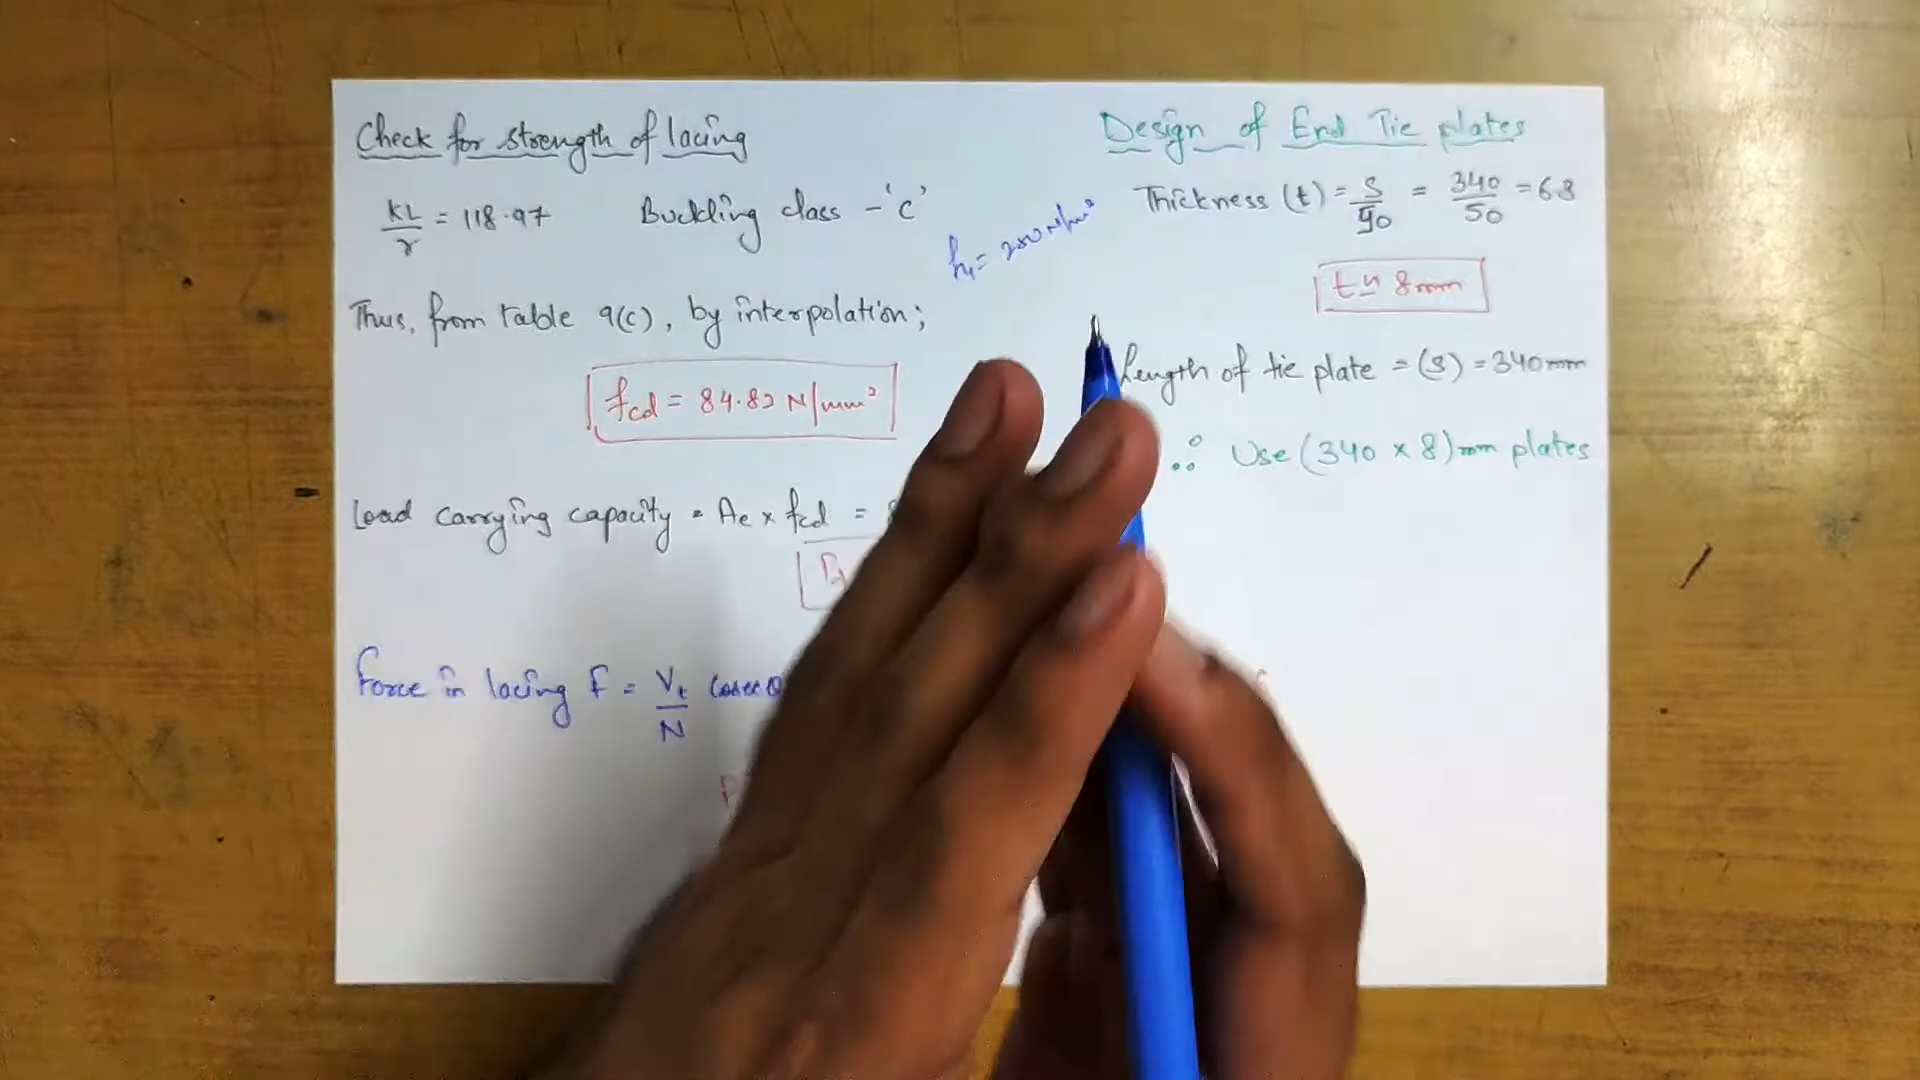 Check for strength of lacing
KL/r = 118.97 Buckling class - 'c'
Thus, from table 9(c), by interpolation;
fcd = 84.82 N/mm²
Load carrying capacity = Ae x fcd =
Force in lacing F = Vt/N cosec θ
Design of End Tie plates
Thickness (t) = S/50 = 340/50 = 6.8
t ≈ 8mm
Length of tie plate = (S) = 340mm
∴ Use (340 x 8)mm plates